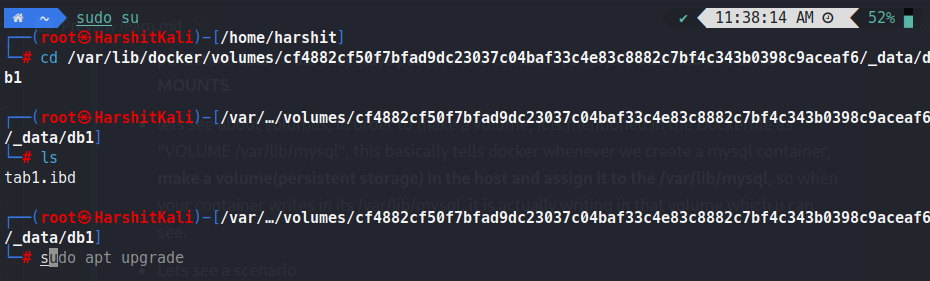 ~ sudo su ✔ 11:38:14 AM 52%
┌──(root㉿HarshitKali)-[/home/harshit]
└─# cd /var/lib/docker/volumes/cf4882cf50f7bfad9dc23037c04baf33c4e83c8882c7bf4c343b0398c9aceaf6/_data/d
b1
MOUNTS.
┌──(root㉿HarshitKali)-[/var/…/volumes/cf4882cf50f7bfad9dc23037c04baf33c4e83c8882c7bf4c343b0398c9aceaf6
/_data/db1]
"VOLUME /var/lib/mysql", this basically tells docker whenever we create a mysql container,
└─# ls
tab1.ibd
make a volume(persistent storage) in the host and assign it to the /var/lib/mysql, so when
┌──(root㉿HarshitKali)-[/var/…/volumes/cf4882cf50f7bfad9dc23037c04baf33c4e83c8882c7bf4c343b0398c9aceaf6
your container writes in its /var/lib/mysql, it is actually writing in that volume which u can
/_data/db1]
see.
└─# sudo apt upgrade
Lets see a scenario